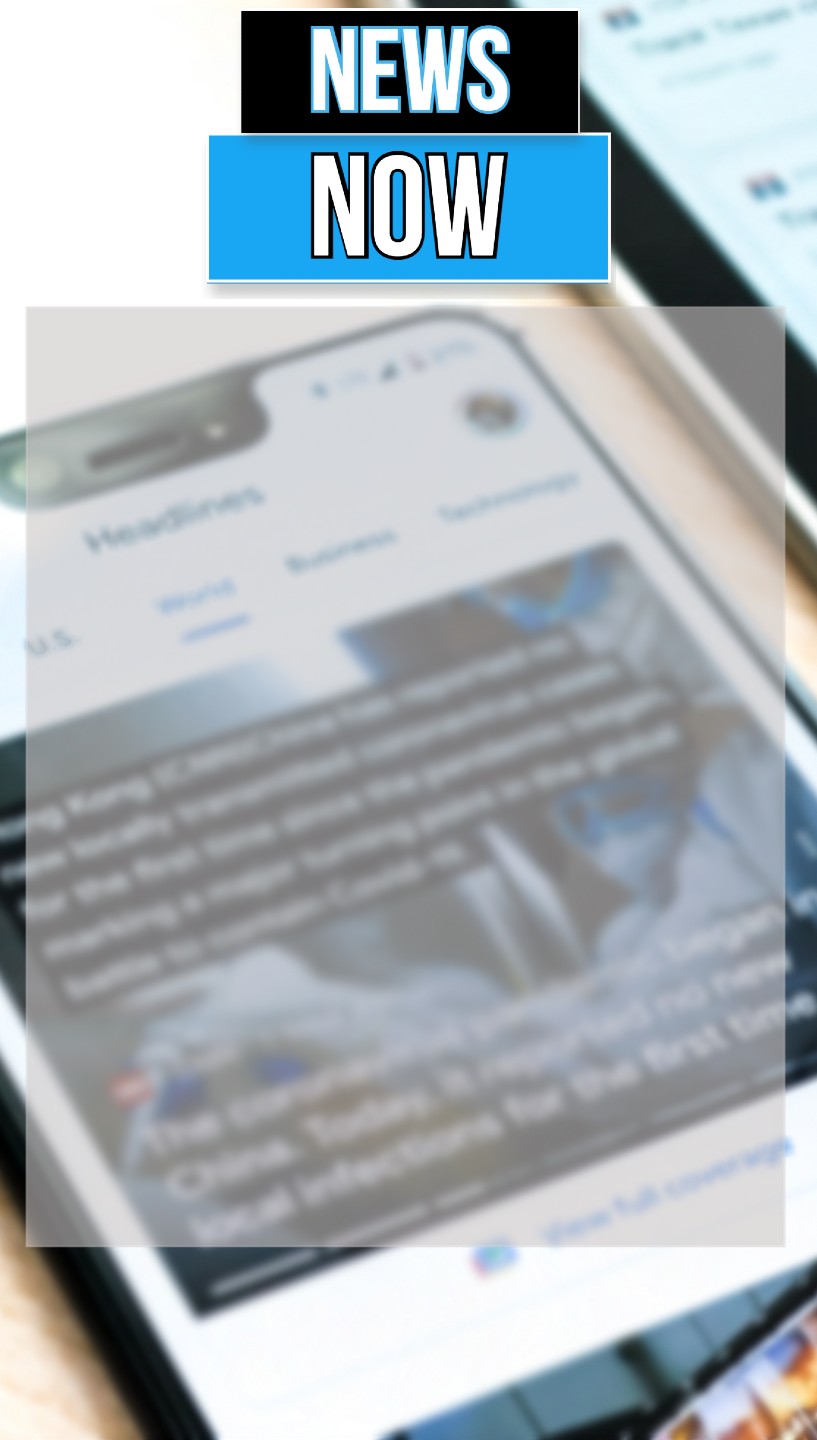 NEWS
NOW
Headlines
Technology
Business
World
U.S.
Kong (CNN)China has reported no
new locally transmitted coronavirus cases
for the first time since the pandemic began,
marking a major turning point in the global
battle to contain Covid-19.
began in
The coronavirus pandemic
China. Today, it reported no new
local infections for the first time.
View full coverage